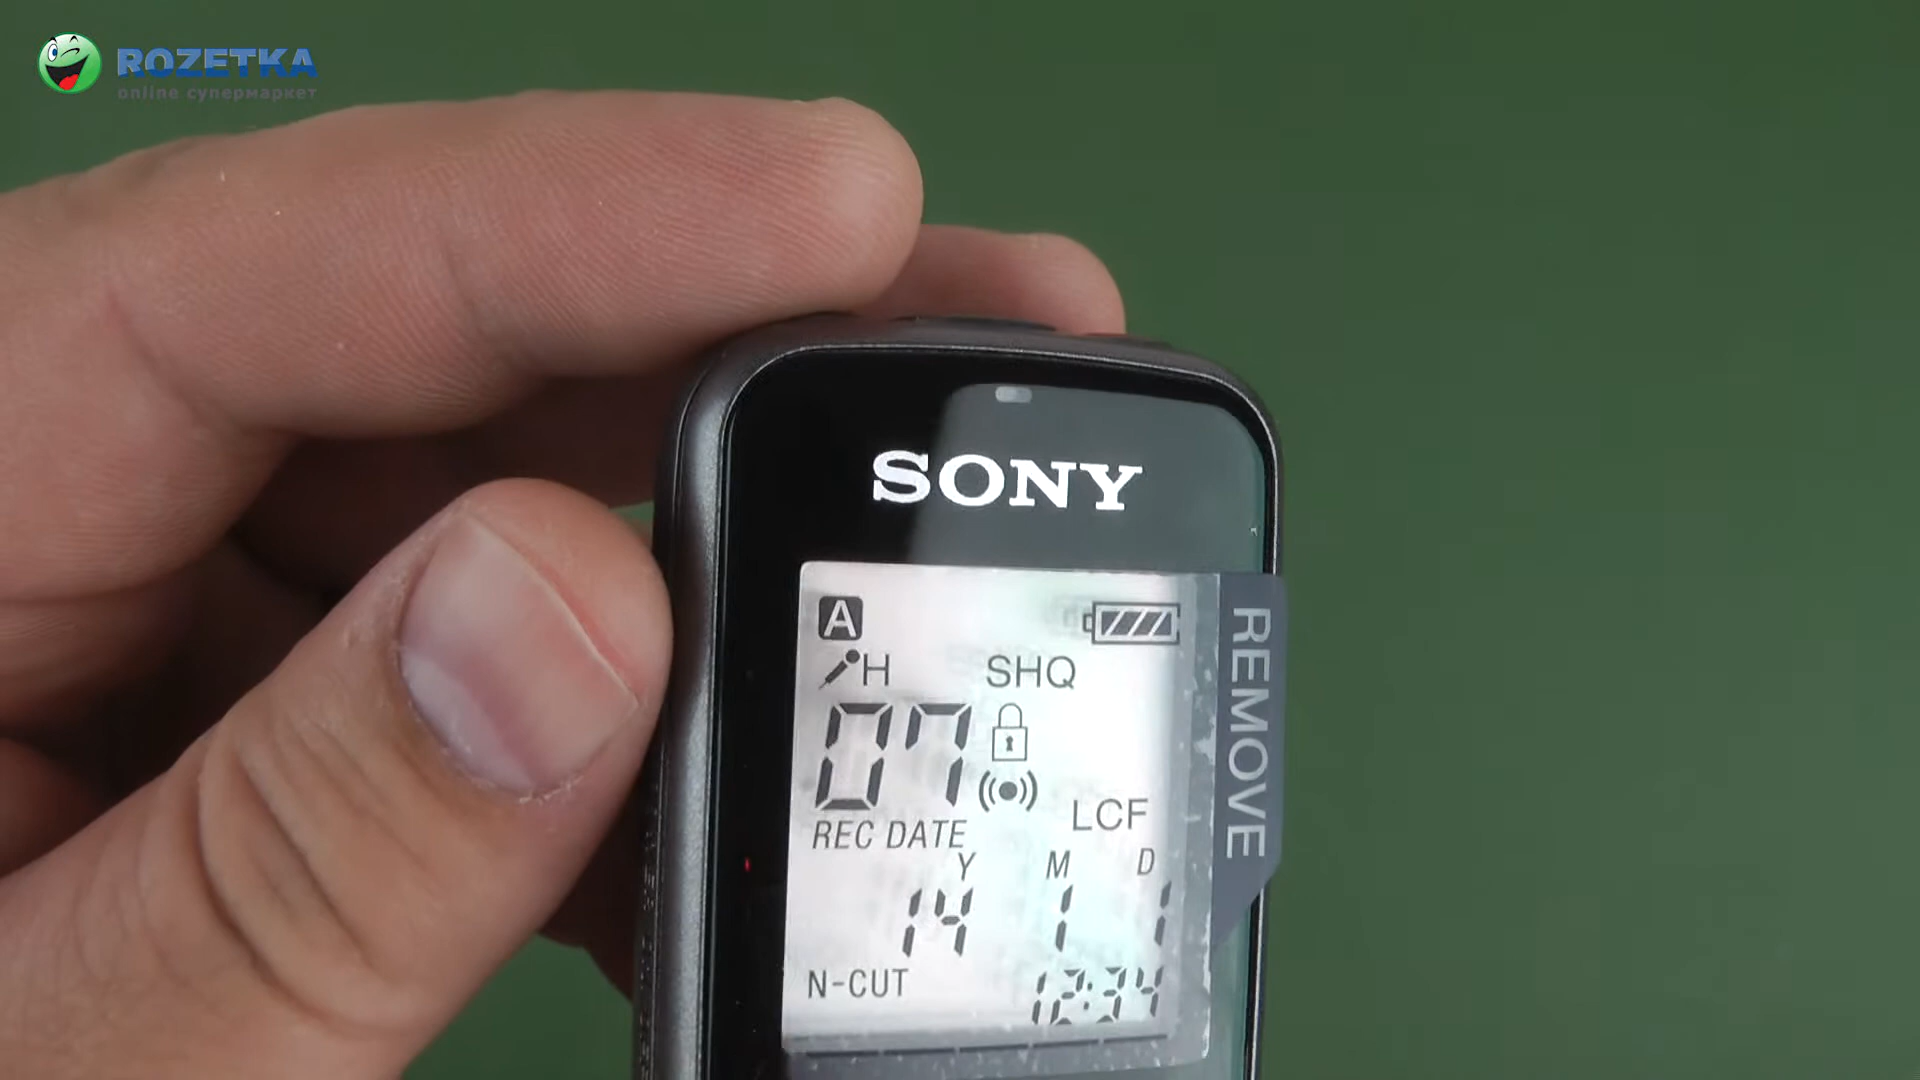 ROZETKA
online супермаркет
SONY
A
H SHQ
07
LCF
REC DATE
Y M D
14 1 1
N-CUT 12:34
REMOVE